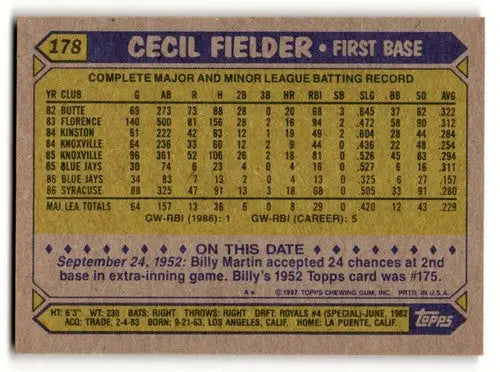 178 CECIL FIELDER • FIRST BASE
COMPLETE MAJOR AND MINOR LEAGUE BATTING RECORD
YR CLUB G AB R H 2B 3B HR RBI SB SLG BB SO AVG
82 BUTTE 69 273 73 88 28 0 20 68 3 .645 37 62 .322
83 FLORENCE 140 500 81 156 28 2 16 94 2 .472 58 90 .312
84 KINSTON 61 222 42 63 12 1 19 49 2 .604 28 44 .284
84 KNOXVILLE 64 236 33 60 12 2 9 44 0 .436 22 48 .254
85 KNOXVILLE 96 361 52 106 26 2 18 81 0 .526 45 83 .294
85 BLUE JAYS 30 74 6 23 4 0 4 16 0 .527 6 16 .311
86 BLUE JAYS 34 83 7 13 2 0 4 13 0 .325 6 27 .157
86 SYRACUSE 88 325 47 91 13 3 18 68 0 .505 33 91 .280
MAJ. LEA. TOTALS 64 157 13 36 6 0 8 29 0 .420 12 43 .229
GW-RBI (1986): 1 GW-RBI (CAREER): 5
ON THIS DATE
September 24, 1952: Billy Martin accepted 24 chances at 2nd
base in extra-inning game. Billy's 1952 Topps card was #175.
A* © 1987 TOPPS CHEWING GUM, INC. PRTD. IN U.S.A.
HT: 6'3" WT: 230 BATS: RIGHT THROWS: RIGHT DRFT: ROYALS #4 (SPECIAL)-JUNE, 1982
ACQ: TRADE, 2-4-83 BORN: 9-21-63, LOS ANGELES, CALIF. HOME: LA PUENTE, CALIF.
Topps